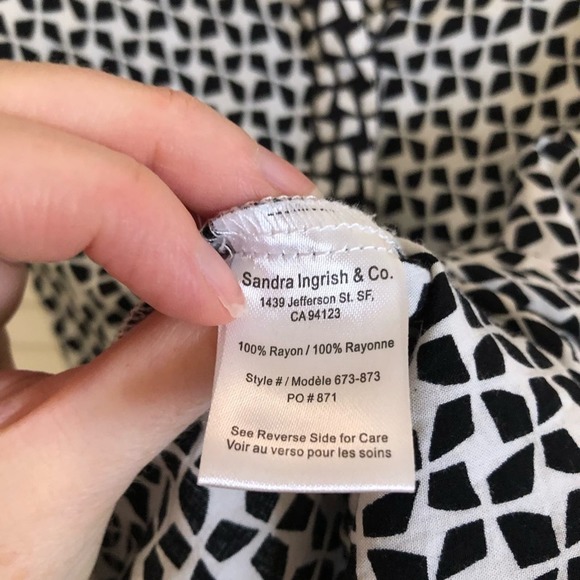 Sandra Ingrish & Co.
1439 Jefferson St. SF,
CA 94123
100% Rayon / 100% Rayonne
Style # / Modèle 673-873
PO # 871
See Reverse Side for Care
Voir au verso pour les soins